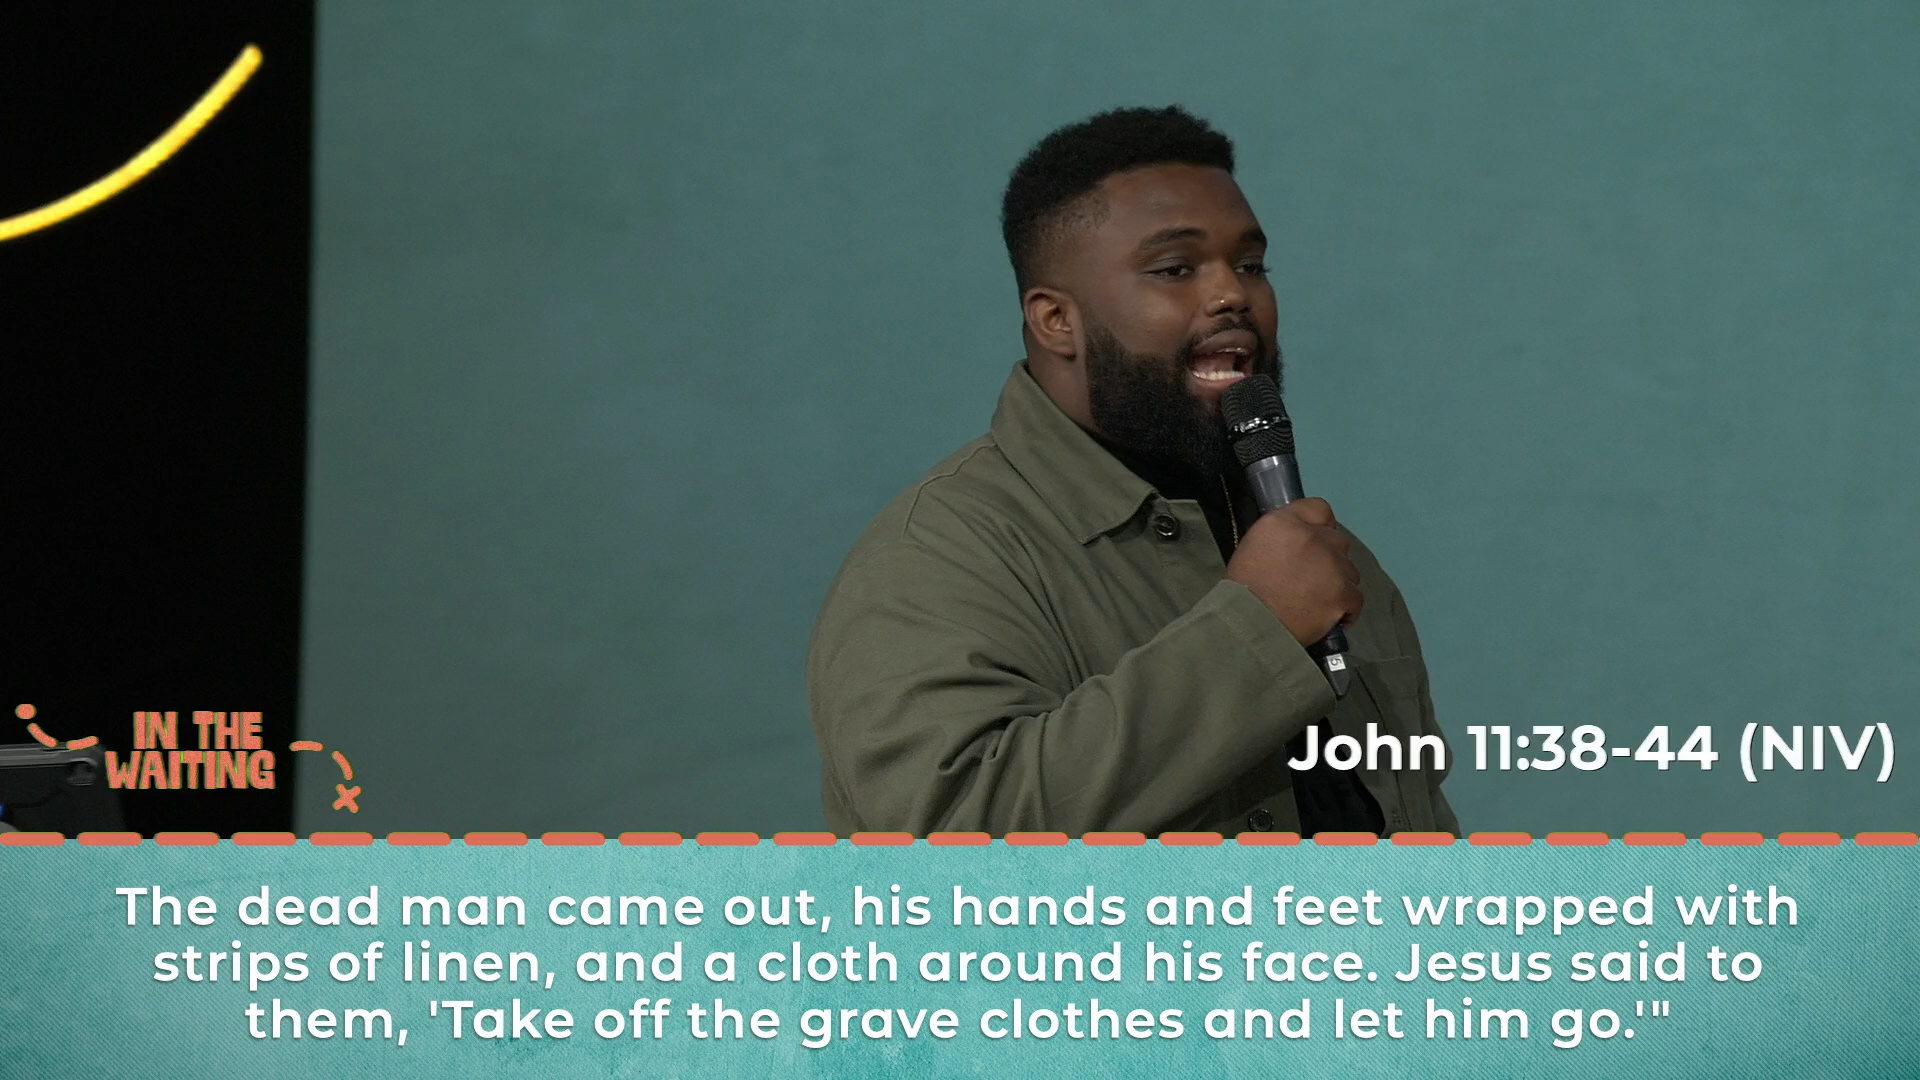 IN THE
WAITING
John 11:38-44 (NIV)
The dead man came out, his hands and feet wrapped with
strips of linen, and a cloth around his face. Jesus said to
them, 'Take off the grave clothes and let him go.'"